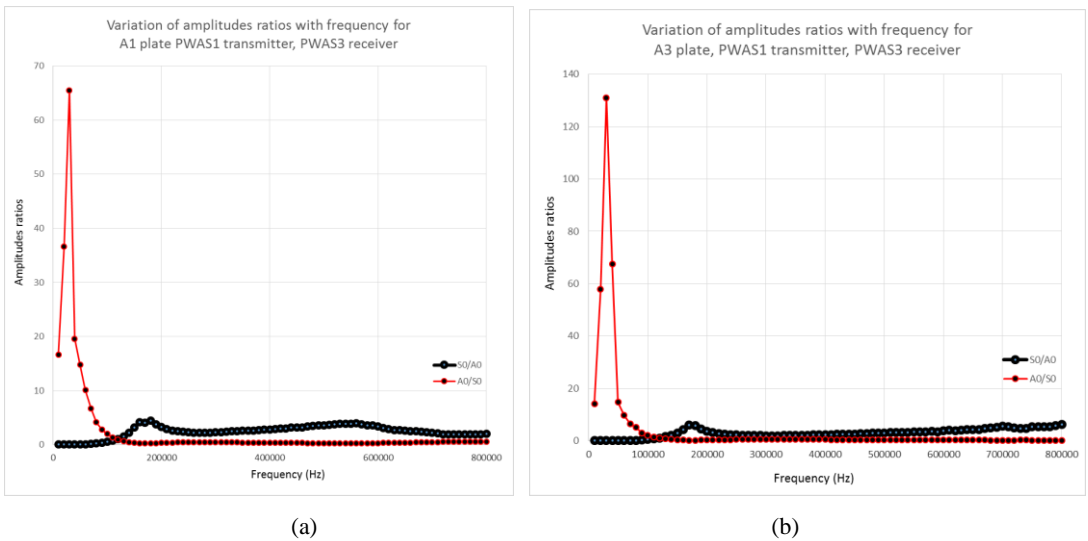 Variation of amplitudes ratios with frequency for
A1 plate PWAS1 transmitter, PWAS3 receiver
70
60
50
40
30
20
10
0
Amplitudes ratios
S0/A0
A0/S0
0 200000 400000 600000 800000
Frequency (Hz)
(a)
Variation of amplitudes ratios with frequency for
A3 plate, PWAS1 transmitter, PWAS3 receiver
140
120
100
80
60
40
20
0
Amplitudes ratios
S0/A0
A0/S0
0 100000 200000 300000 400000 500000 600000 700000 800000
Frequency (Hz)
(b)